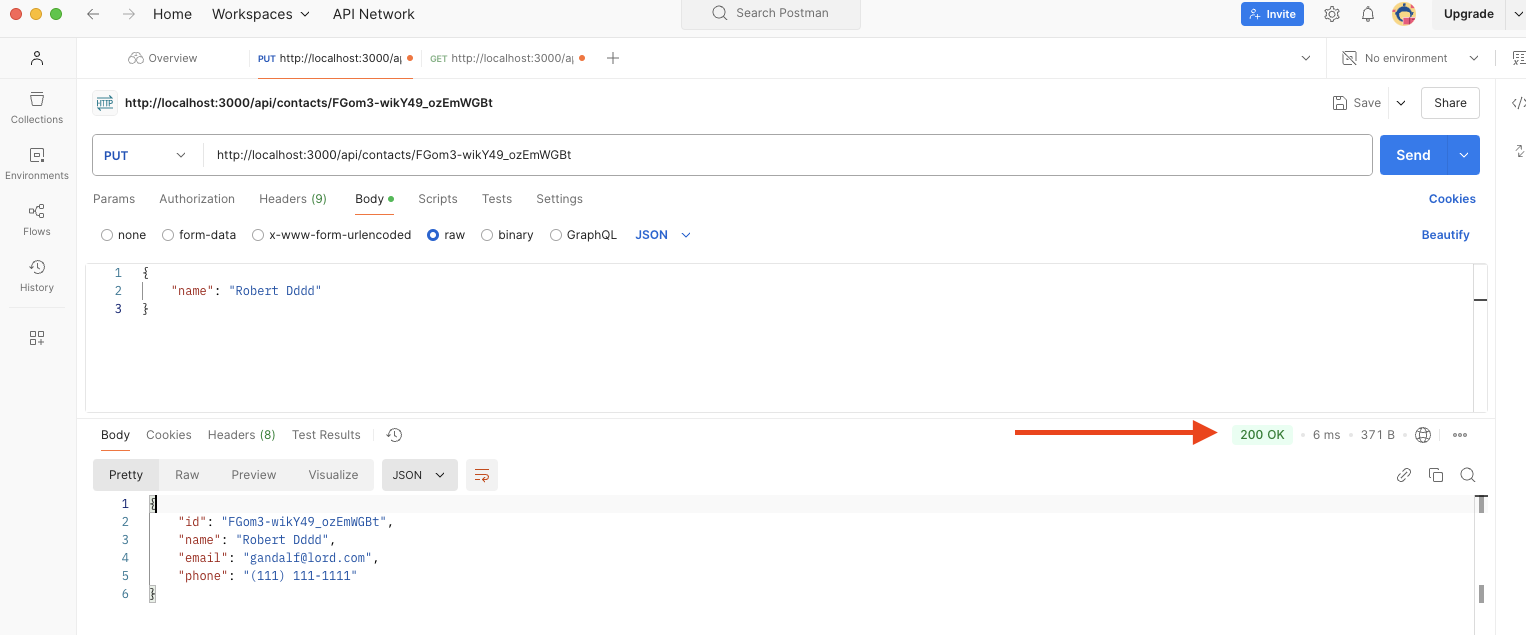 Home Workspaces API Network Search Postman Invite Upgrade
Overview PUT http://localhost:3000/a GET http://localhost:3000/a No environment
HTTP http://localhost:3000/api/contacts/FGom3-wikY49_ozEmWGBt Save Share
Collections
PUT http://localhost:3000/api/contacts/FGom3-wikY49_ozEmWGBt Send
Environments
Params Authorization Headers (9) Body Scripts Tests Settings Cookies
Flows
none form-data x-www-form-urlencoded raw binary GraphQL JSON Beautify
History
1 {
2 "name": "Robert Dddd"
3 }
Body Cookies Headers (8) Test Results 200 OK • 6 ms • 371 B •
Pretty Raw Preview Visualize JSON
1 {
2 "id": "FGom3-wikY49_ozEmWGBt",
3 "name": "Robert Dddd",
4 "email": "gandalf@lord.com",
5 "phone": "(111) 111-1111"
6 }